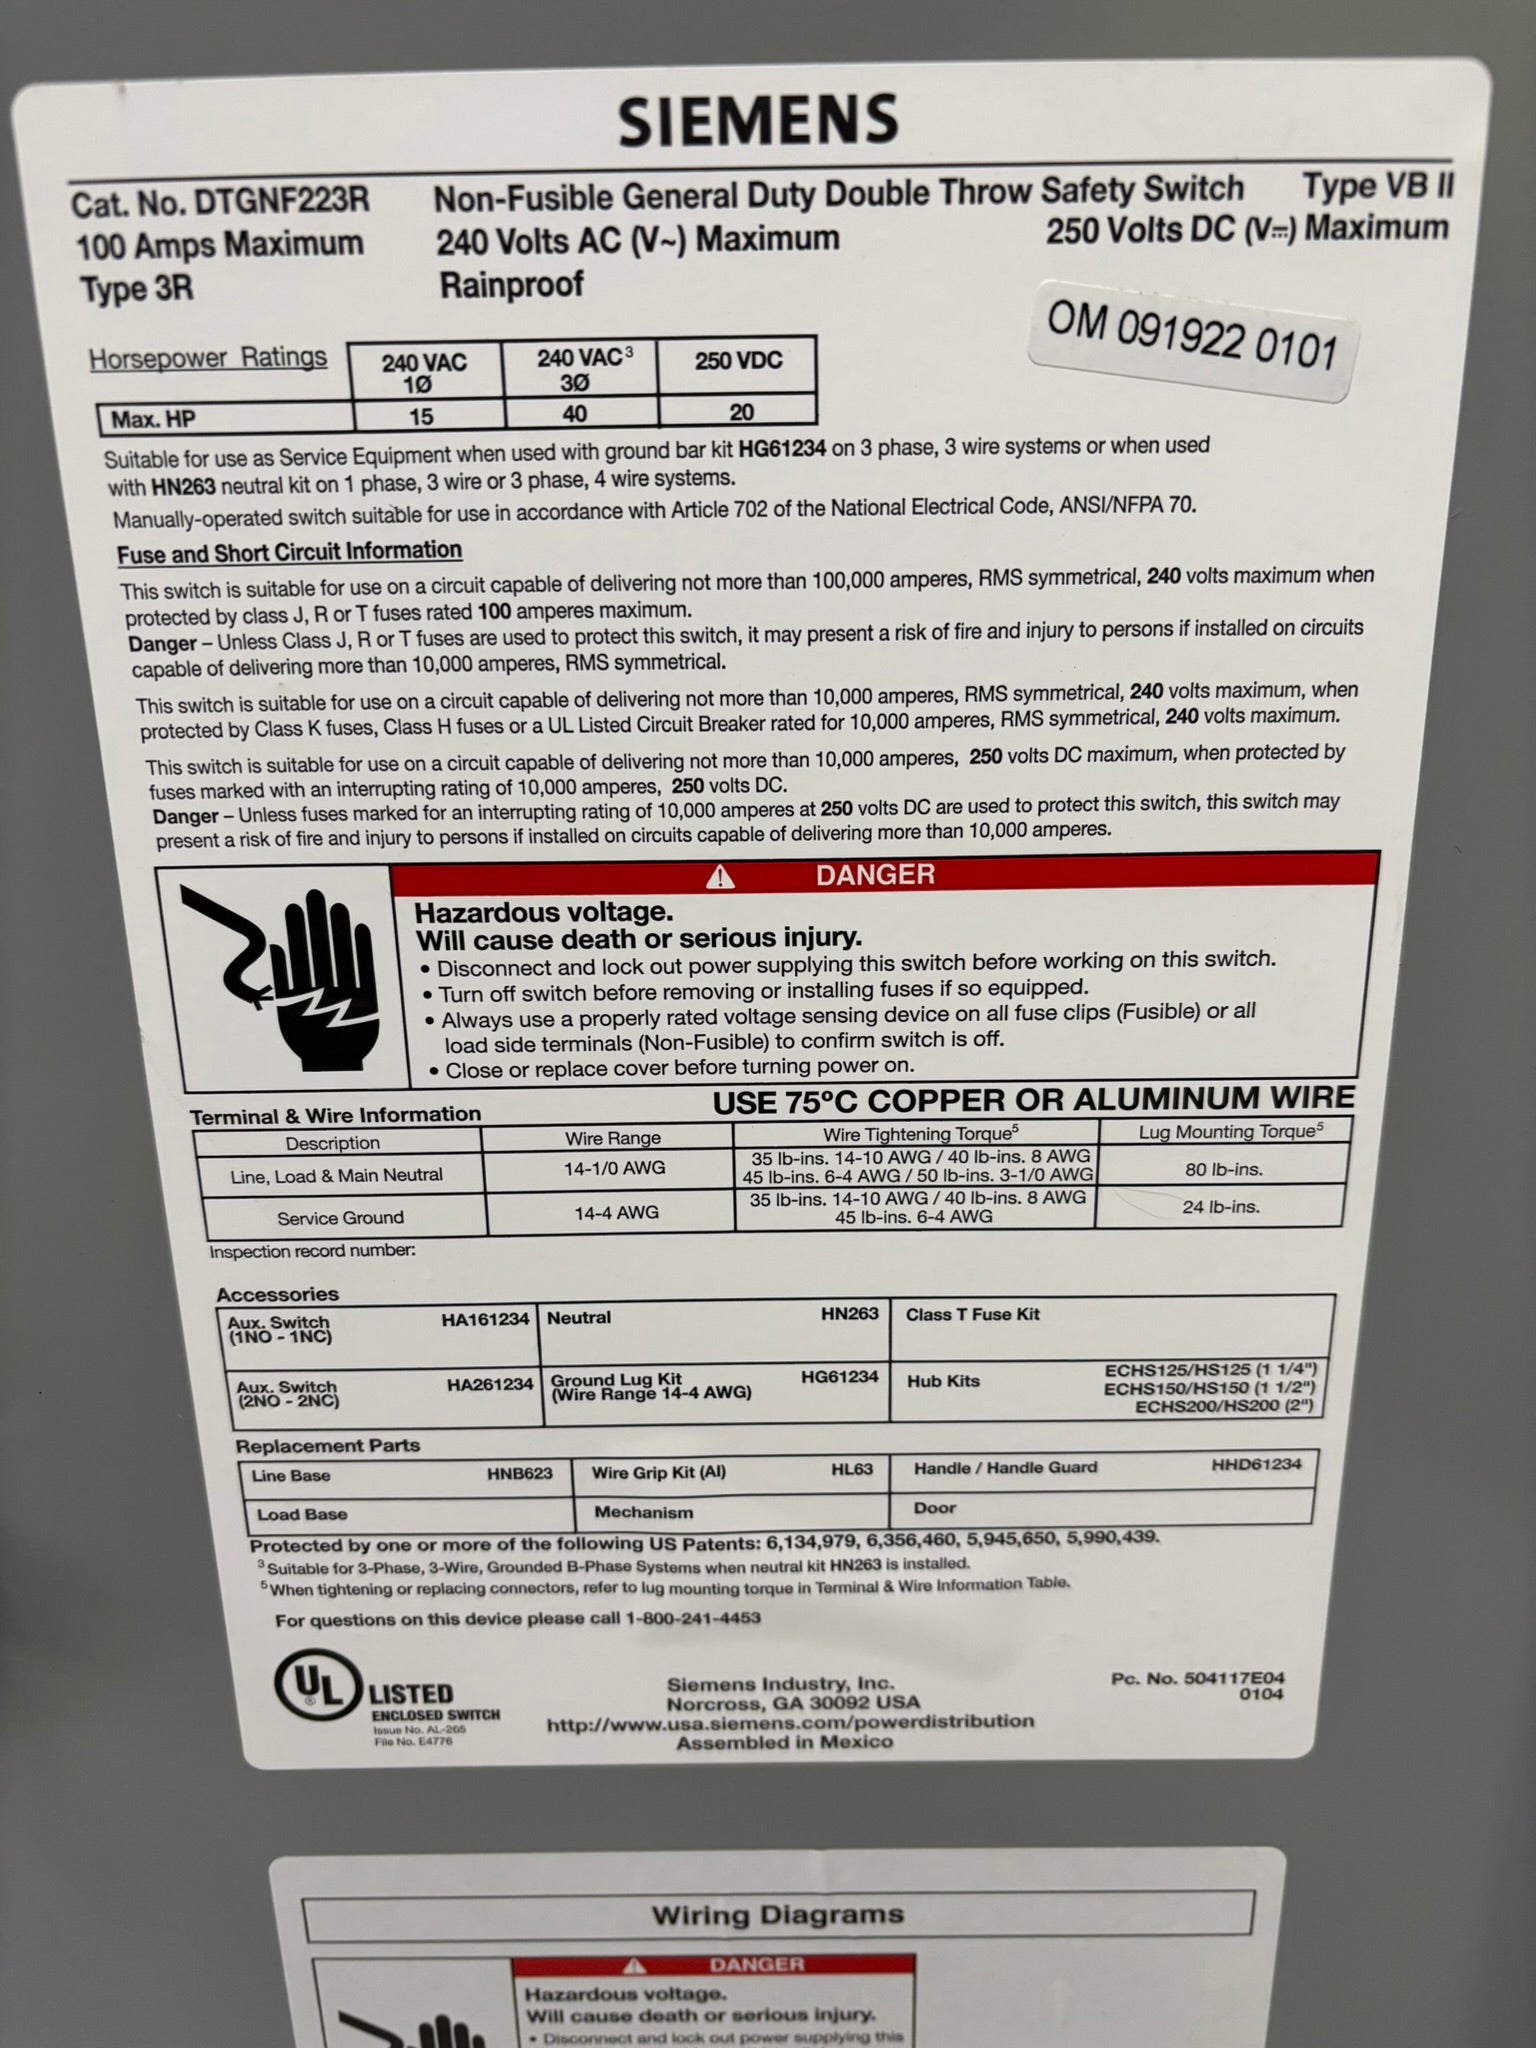 SIEMENS
Cat. No. DTGNF223R Non-Fusible General Duty Double Throw Safety Switch Type VB II
100 Amps Maximum 240 Volts AC (V~) Maximum 250 Volts DC (V⎓) Maximum
Type 3R Rainproof
OM 091922 0101
Horsepower Ratings 240 VAC 1Ø 240 VAC³ 3Ø 250 VDC
Max. HP 15 40 20
Suitable for use as Service Equipment when used with ground bar kit HG61234 on 3 phase, 3 wire systems or when used
with HN263 neutral kit on 1 phase, 3 wire or 3 phase, 4 wire systems.
Manually-operated switch suitable for use in accordance with Article 702 of the National Electrical Code, ANSI/NFPA 70.
Fuse and Short Circuit Information
This switch is suitable for use on a circuit capable of delivering not more than 100,000 amperes, RMS symmetrical, 240 volts maximum when
protected by class J, R or T fuses rated 100 amperes maximum.
Danger – Unless Class J, R or T fuses are used to protect this switch, it may present a risk of fire and injury to persons if installed on circuits
capable of delivering more than 10,000 amperes, RMS symmetrical.
This switch is suitable for use on a circuit capable of delivering not more than 10,000 amperes, RMS symmetrical, 240 volts maximum, when
protected by Class K fuses, Class H fuses or a UL Listed Circuit Breaker rated for 10,000 amperes, RMS symmetrical, 240 volts maximum.
This switch is suitable for use on a circuit capable of delivering not more than 10,000 amperes, 250 volts DC maximum, when protected by
fuses marked with an interrupting rating of 10,000 amperes, 250 volts DC.
Danger – Unless fuses marked for an interrupting rating of 10,000 amperes at 250 volts DC are used to protect this switch, this switch may
present a risk of fire and injury to persons if installed on circuits capable of delivering more than 10,000 amperes.
DANGER
Hazardous voltage.
Will cause death or serious injury.
• Disconnect and lock out power supplying this switch before working on this switch.
• Turn off switch before removing or installing fuses if so equipped.
• Always use a properly rated voltage sensing device on all fuse clips (Fusible) or all
load side terminals (Non-Fusible) to confirm switch is off.
• Close or replace cover before turning power on.
Terminal & Wire Information USE 75ºC COPPER OR ALUMINUM WIRE
Description Wire Range Wire Tightening Torque⁵ Lug Mounting Torque⁵
Line, Load & Main Neutral 14-1/0 AWG 35 lb-ins. 14-10 AWG / 40 lb-ins. 8 AWG
45 lb-ins. 6-4 AWG / 50 lb-ins. 3-1/0 AWG 80 lb-ins.
Service Ground 14-4 AWG 35 lb-ins. 14-10 AWG / 40 lb-ins. 8 AWG
45 lb-ins. 6-4 AWG 24 lb-ins.
Inspection record number:
Accessories
Aux. Switch (1NO - 1NC) HA161234 Neutral HN263 Class T Fuse Kit
Aux. Switch (2NO - 2NC) HA261234 Ground Lug Kit (Wire Range 14-4 AWG) HG61234 Hub Kits ECHS125/HS125 (1 1/4")
ECHS150/HS150 (1 1/2")
ECHS200/HS200 (2")
Replacement Parts
Line Base HNB623 Wire Grip Kit (Al) HL63 Handle / Handle Guard HHD61234
Load Base Mechanism Door
Protected by one or more of the following US Patents: 6,134,979, 6,356,460, 5,945,650, 5,990,439.
³ Suitable for 3-Phase, 3-Wire, Grounded B-Phase Systems when neutral kit HN263 is installed.
⁵ When tightening or replacing connectors, refer to lug mounting torque in Terminal & Wire Information Table.
For questions on this device please call 1-800-241-4453
UL ® LISTED
ENCLOSED SWITCH
Issue No. AL-265
File No. E4776
Siemens Industry, Inc.
Norcross, GA 30092 USA
http://www.usa.siemens.com/powerdistribution
Assembled in Mexico
Pc. No. 504117E04
0104
Wiring Diagrams
DANGER
Hazardous voltage.
Will cause death or serious injury.
• Disconnect and lock out power supplying this